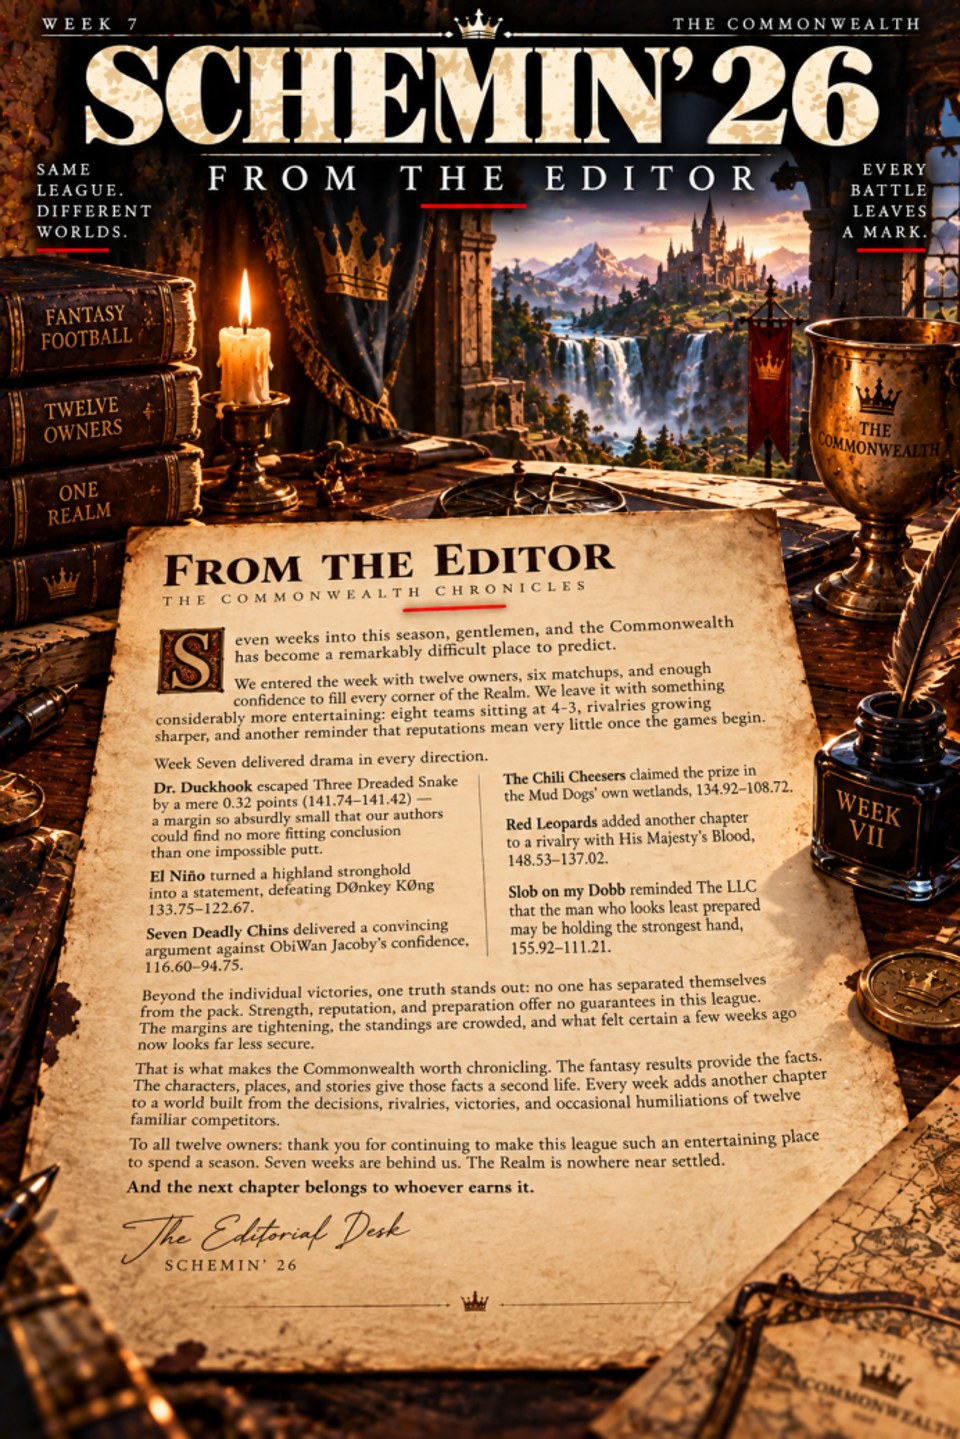 WEEK 7
THE COMMONWEALTH
SCHEMIN' 26
FROM THE EDITOR
SAME
LEAGUE.
DIFFERENT
WORLDS.
EVERY
BATTLE
LEAVES
A MARK.
FANTASY
FOOTBALL
TWELVE
OWNERS
ONE
REALM
THE
COMMONWEALTH
FROM THE EDITOR
THE COMMONWEALTH CHRONICLES
Seven weeks into this season, gentlemen, and the Commonwealth
has become a remarkably difficult place to predict.
We entered the week with twelve owners, six matchups, and enough
confidence to fill every corner of the Realm. We leave it with something
considerably more entertaining: eight teams sitting at 4-3, rivalries growing
sharper, and another reminder that reputations mean very little once the games begin.
Week Seven delivered drama in every direction.
Dr. Duckhook escaped Three Dreaded Snake
by a mere 0.32 points (141.74–141.42) —
a margin so absurdly small that our authors
could find no more fitting conclusion
than one impossible putt.
El Niño turned a highland stronghold
into a statement, defeating DØnkey KØng
133.75–122.67.
Seven Deadly Chins delivered a convincing
argument against ObiWan Jacoby's confidence,
116.60–94.75.
The Chili Cheesers claimed the prize in
the Mud Dogs' own wetlands, 134.92–108.72.
Red Leopards added another chapter
to a rivalry with His Majesty's Blood,
148.53–137.02.
Slob on my Dobb reminded The LLC
that the man who looks least prepared
may be holding the strongest hand,
155.92–111.21.
Beyond the individual victories, one truth stands out: no one has separated themselves
from the pack. Strength, reputation, and preparation offer no guarantees in this league.
The margins are tightening, the standings are crowded, and what felt certain a few weeks ago
now looks far less secure.
That is what makes the Commonwealth worth chronicling. The fantasy results provide the facts.
The characters, places, and stories give those facts a second life. Every week adds another chapter
to a world built from the decisions, rivalries, victories, and occasional humiliations of twelve
familiar competitors.
To all twelve owners: thank you for continuing to make this league such an entertaining place
to spend a season. Seven weeks are behind us. The Realm is nowhere near settled.
And the next chapter belongs to whoever earns it.
The Editorial Desk
SCHEMIN' 26
WEEK
VII
THE
COMMONWEALTH